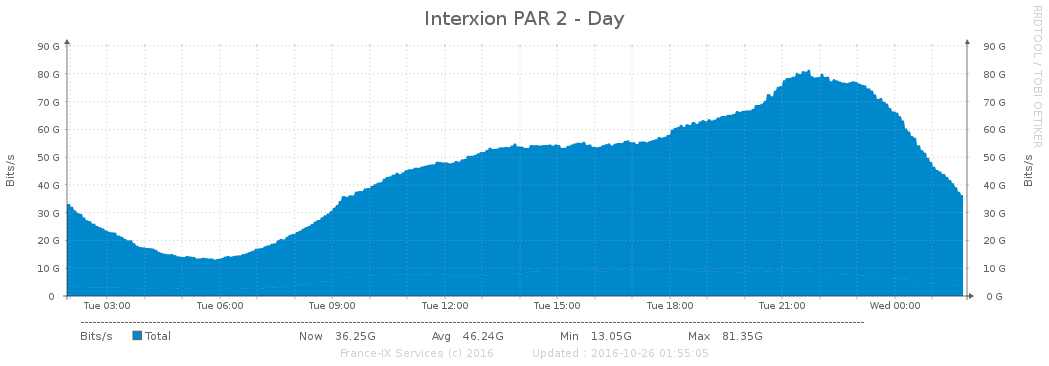 Interxion PAR 2 - Day
RRDTOOL / TOBI OETIKER
Bits/s
90 G 90 G
80 G 80 G
70 G 70 G
60 G 60 G
50 G 50 G
40 G 40 G
30 G 30 G
20 G 20 G
10 G 10 G
0 0 G
Bits/s
Tue 03:00 Tue 06:00 Tue 09:00 Tue 12:00 Tue 15:00 Tue 18:00 Tue 21:00 Wed 00:00
Bits/s Total Now 36.25G Avg 46.24G Min 13.05G Max 81.35G
France-IX Services (c) 2016 Updated : 2016-10-26 01:55:05